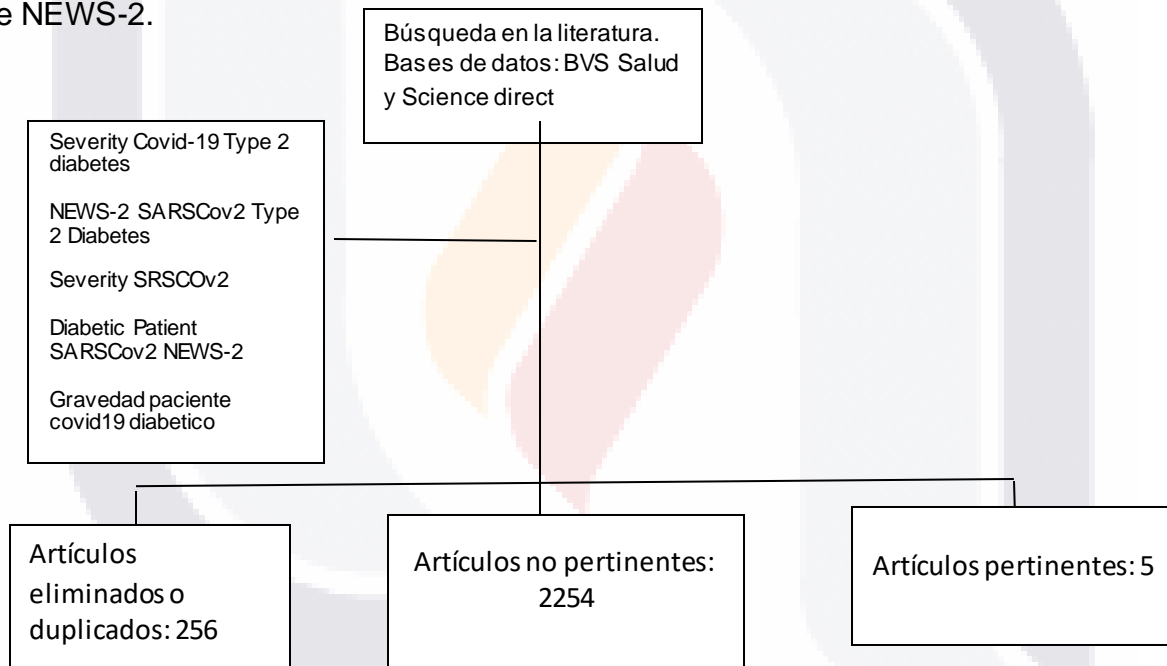 e NEWS-2.
Búsqueda en la literatura.
Bases de datos: BVS Salud
y Science direct
Severity Covid-19 Type 2
diabetes
NEWS-2 SARSCov2 Type
2 Diabetes
Severity SRSCOv2
Diabetic Patient
SARSCov2 NEWS-2
Gravedad paciente
covid19 diabetico
Artículos
eliminados o
duplicados: 256
Artículos no pertinentes:
2254
Artículos pertinentes: 5